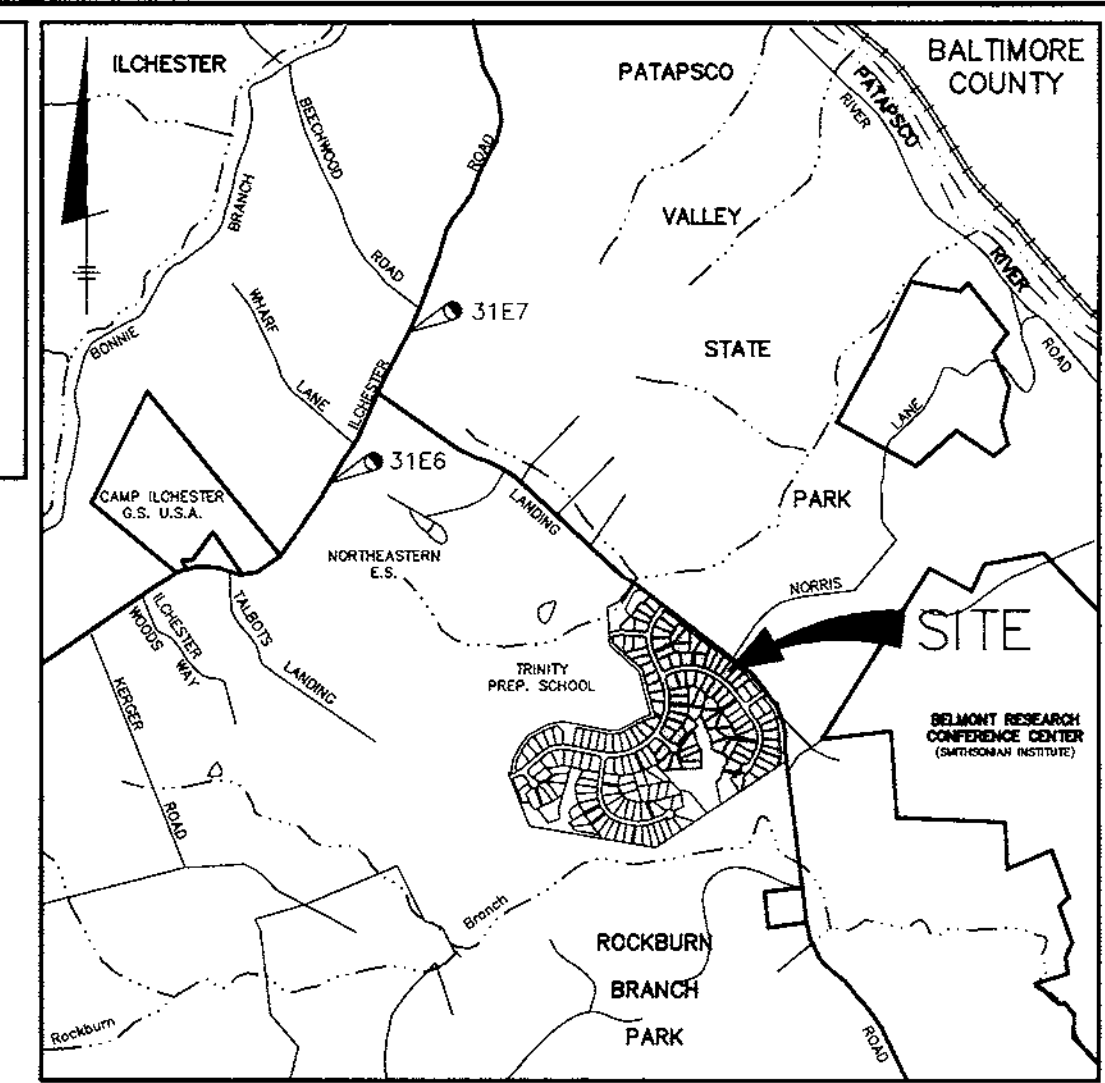 ILCHESTER
PATAPSCO
BALTIMORE
COUNTY
PATAPSCO
RIVER
RIVER
ROAD
BEECHWOOD
ROAD
ROAD
BRANCH
BONNIE
VALLEY
STATE
PARK
WHARF
LANE
ILCHESTER
31E7
31E6
CAMP ILCHESTER
G.S. U.S.A.
LANDING
LANE
NORTHEASTERN
E.S.
NORRIS
SITE
ILCHESTER
WOODS WAY
TALBOTS
LANDING
KERGER
ROAD
TRINITY
PREP. SCHOOL
BELMONT RESEARCH
CONFERENCE CENTER
(SMITHSONIAN INSTITUTE)
Rockburn
Branch
ROCKBURN
BRANCH
PARK
ROAD